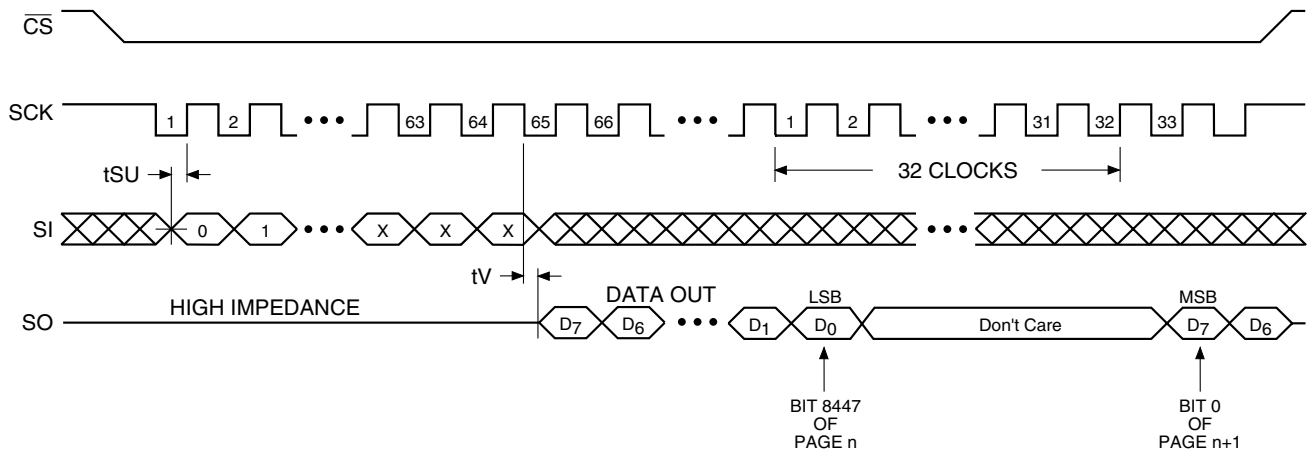 CS
SCK 1 2 ••• 63 64 65 66 ••• 1 2 ••• 31 32 33
tSU 32 CLOCKS
SI 0 1 ••• X X X •••
tV
HIGH IMPEDANCE DATA OUT LSB MSB
SO D7 D6 ••• D1 D0 Don't Care D7 D6
BIT 8447
OF
PAGE n
BIT 0
OF
PAGE n+1